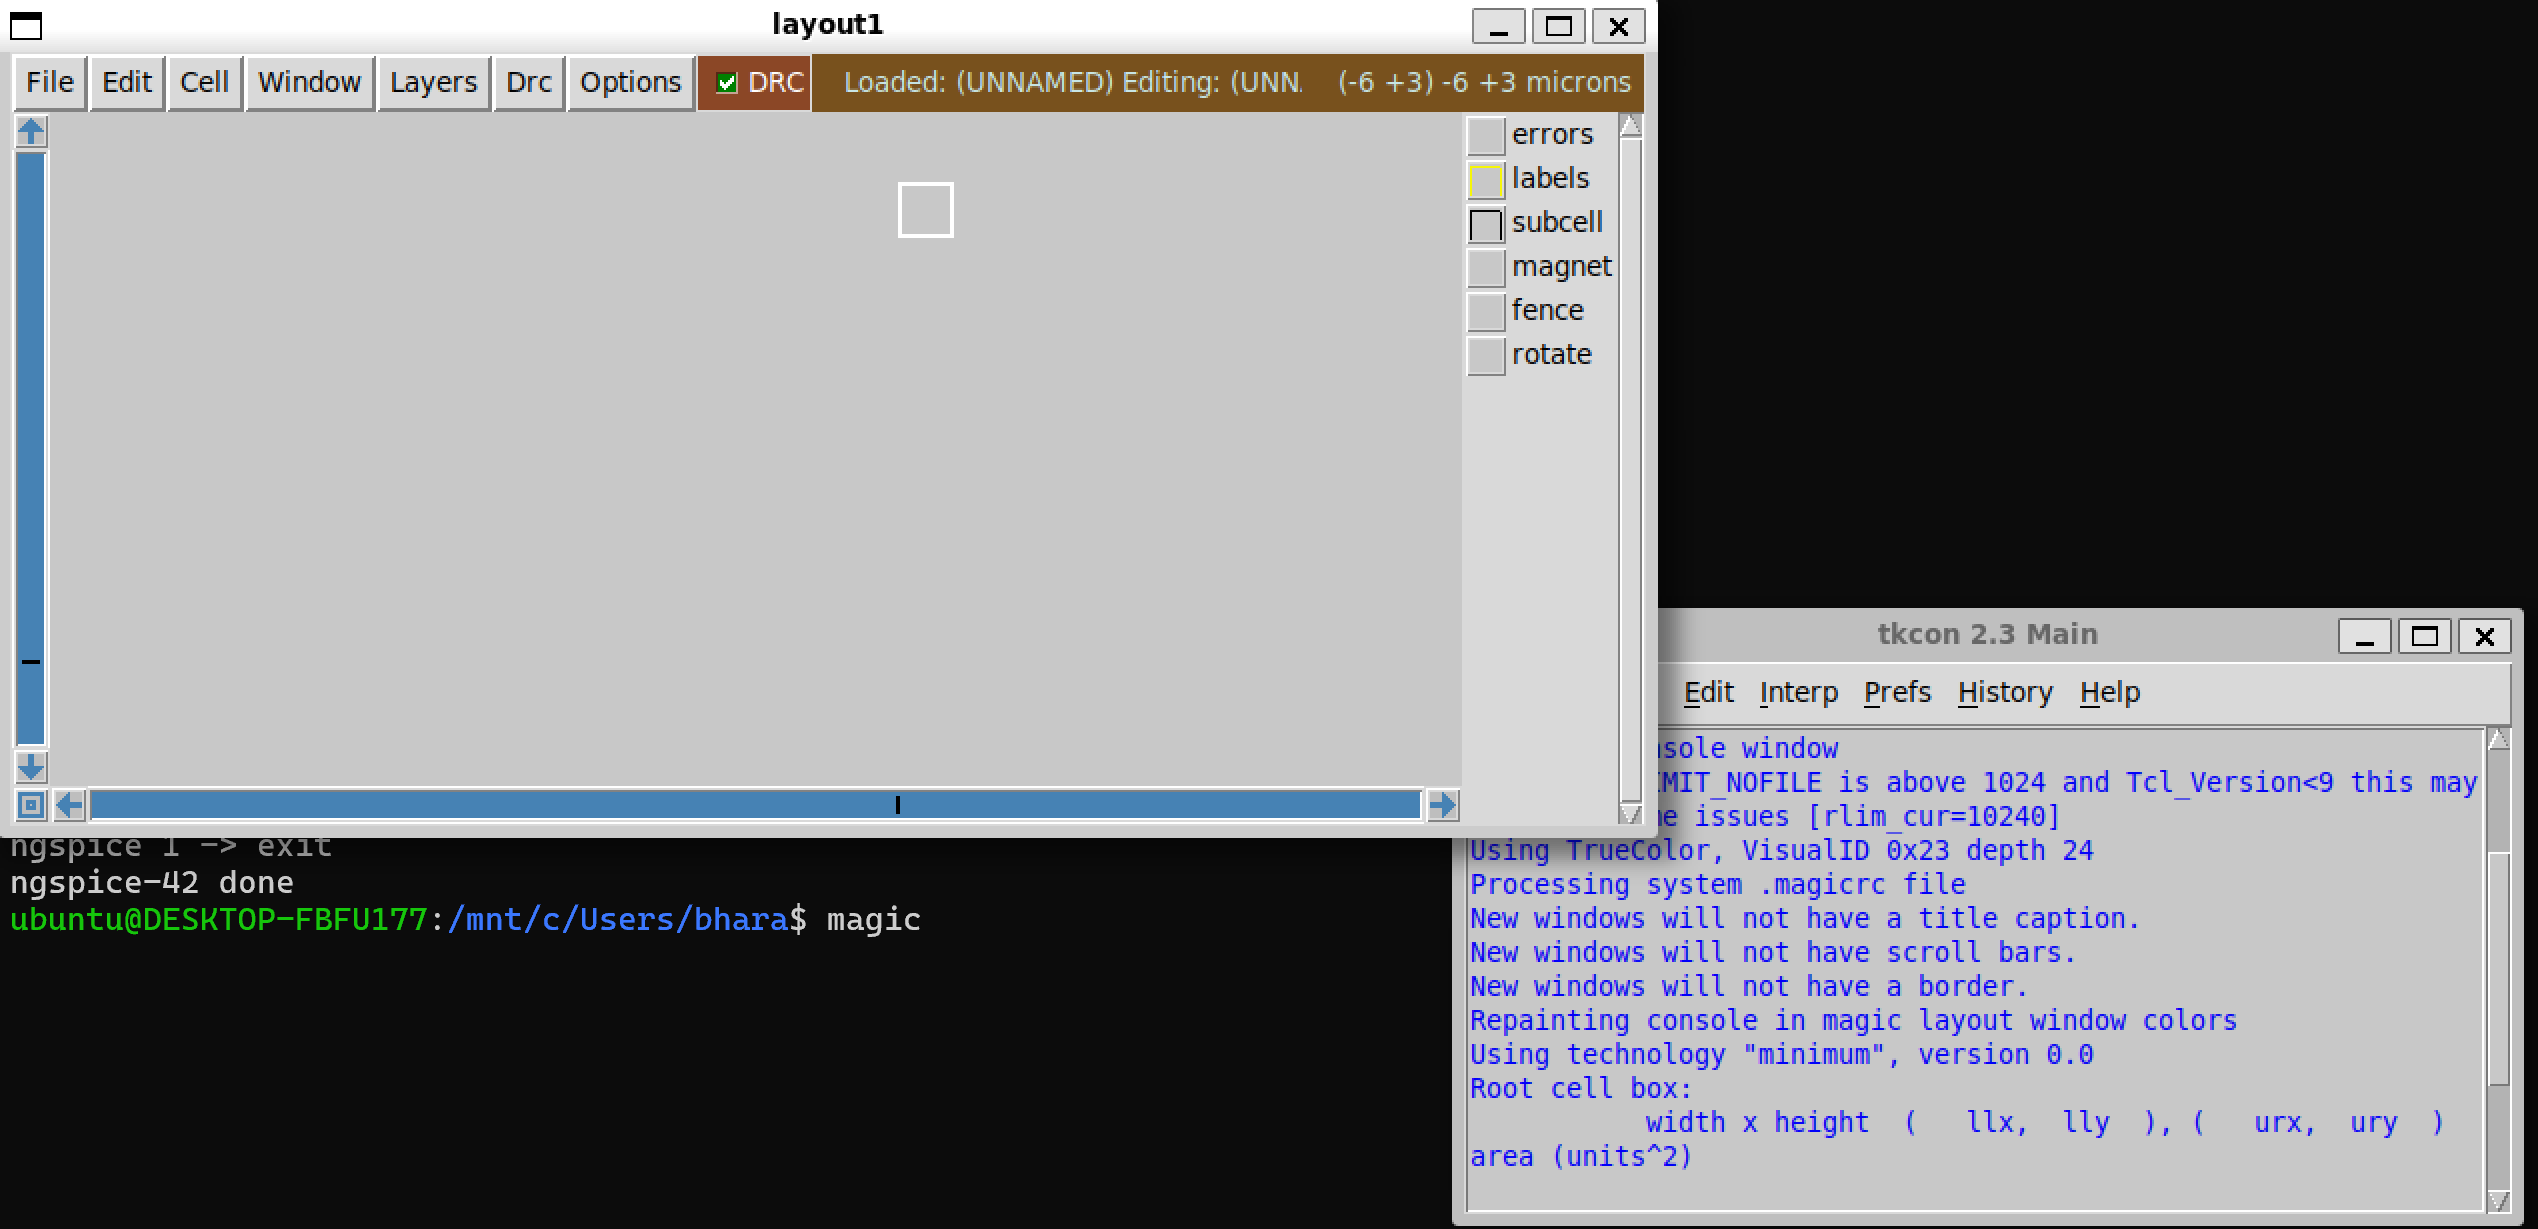 layout1
File Edit Cell Window Layers Drc Options DRC Loaded: (UNNAMED) Editing: (UNN. (-6 +3) -6 +3 microns
errors
labels
subcell
magnet
fence
rotate
ngspice 1 -> exit
ngspice-42 done
ubuntu@DESKTOP-FBFU177:/mnt/c/Users/bhara$ magic
tkcon 2.3 Main
Edit Interp Prefs History Help
nsole window
IMIT_NOFILE is above 1024 and Tcl_Version<9 this may
e issues [rlim_cur=10240]
Using TrueColor, VisualID 0x23 depth 24
Processing system .magicrc file
New windows will not have a title caption.
New windows will not have scroll bars.
New windows will not have a border.
Repainting console in magic layout window colors
Using technology "minimum", version 0.0
Root cell box:
width x height ( llx, lly ), ( urx, ury )
area (units^2)